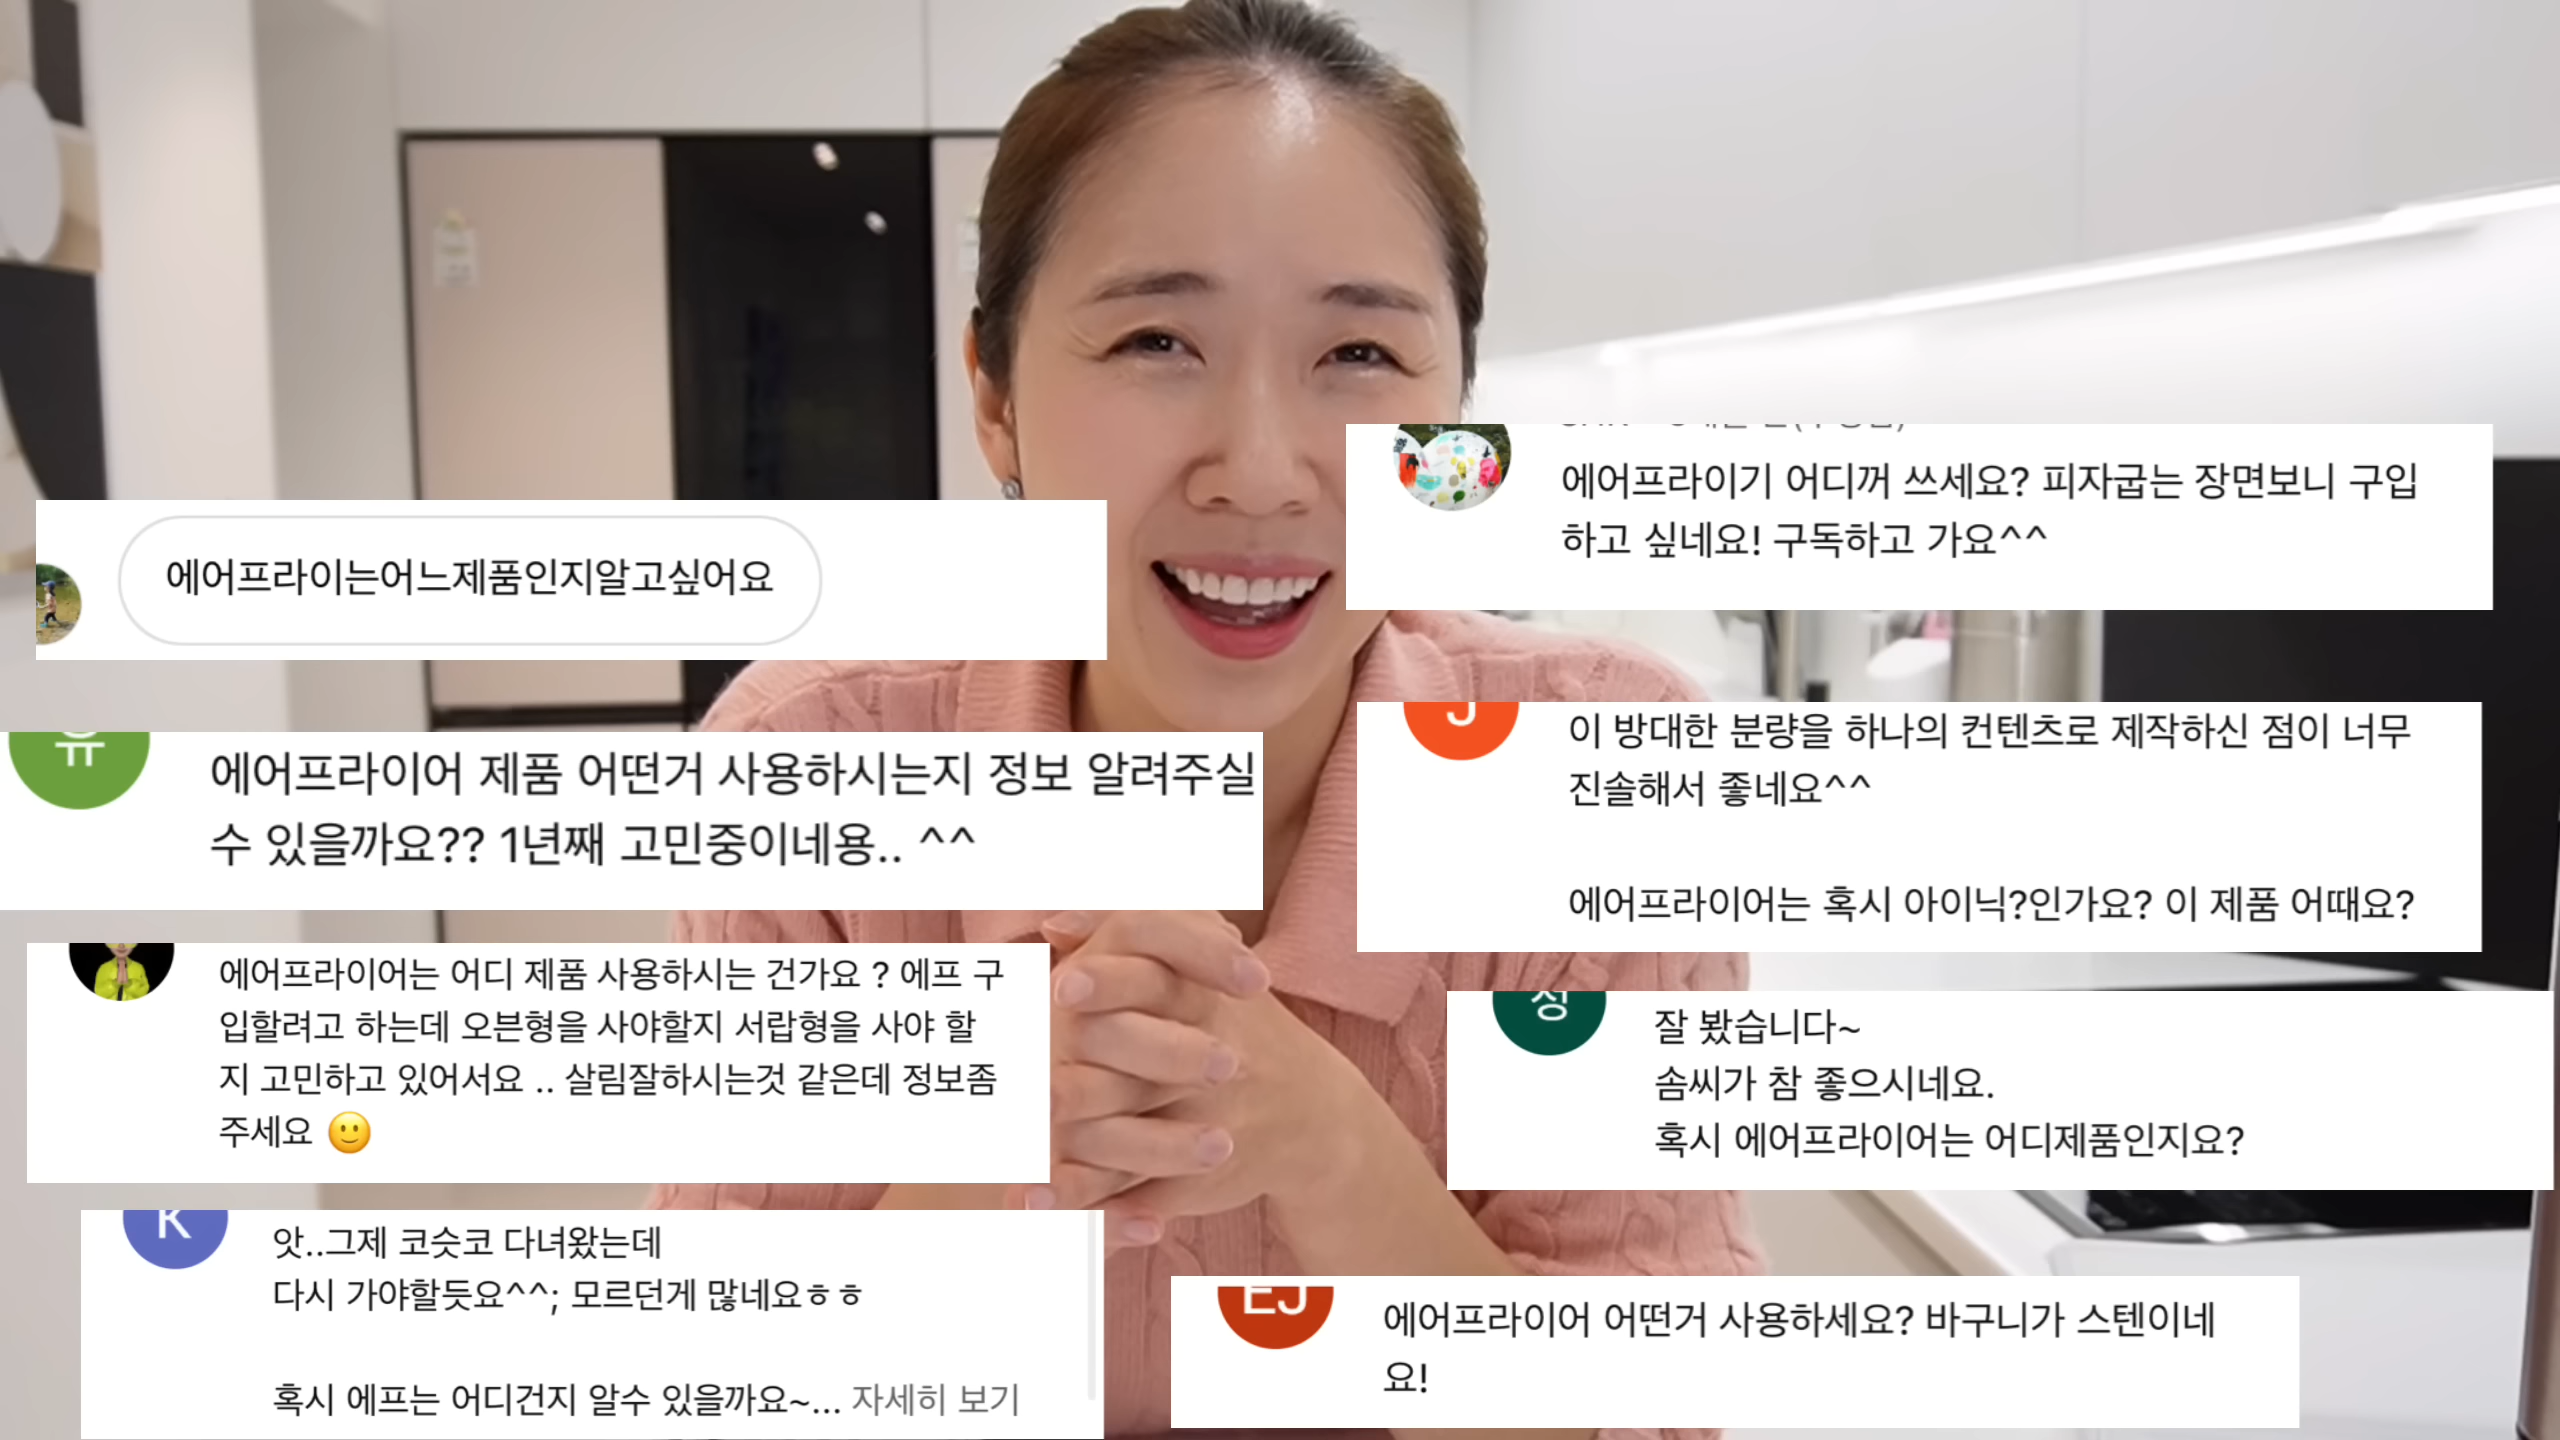 에어프라이는어느제품인지알고싶어요
유
에어프라이어 제품 어떤거 사용하시는지 정보 알려주실
수 있을까요?? 1년째 고민중이네용.. ^^
에어프라이어는 어디 제품 사용하시는 건가요 ? 에프 구
입할려고 하는데 오븐형을 사야할지 서랍형을 사야 할
지 고민하고 있어서요 .. 살림잘하시는것 같은데 정보좀
주세요 🙂
K
앗..그제 코슷코 다녀왔는데
다시 가야할듯요^^; 모르던게 많네요ㅎㅎ
혹시 에프는 어디건지 알수 있을까요~... 자세히 보기
에어프라이기 어디꺼 쓰세요? 피자굽는 장면보니 구입
하고 싶네요! 구독하고 가요^^
J
이 방대한 분량을 하나의 컨텐츠로 제작하신 점이 너무
진솔해서 좋네요^^
에어프라이어는 혹시 아이닉?인가요? 이 제품 어때요?
정
잘 봤습니다~
솜씨가 참 좋으시네요.
혹시 에어프라이어는 어디제품인지요?
EJ
에어프라이어 어떤거 사용하세요? 바구니가 스텐이네
요!